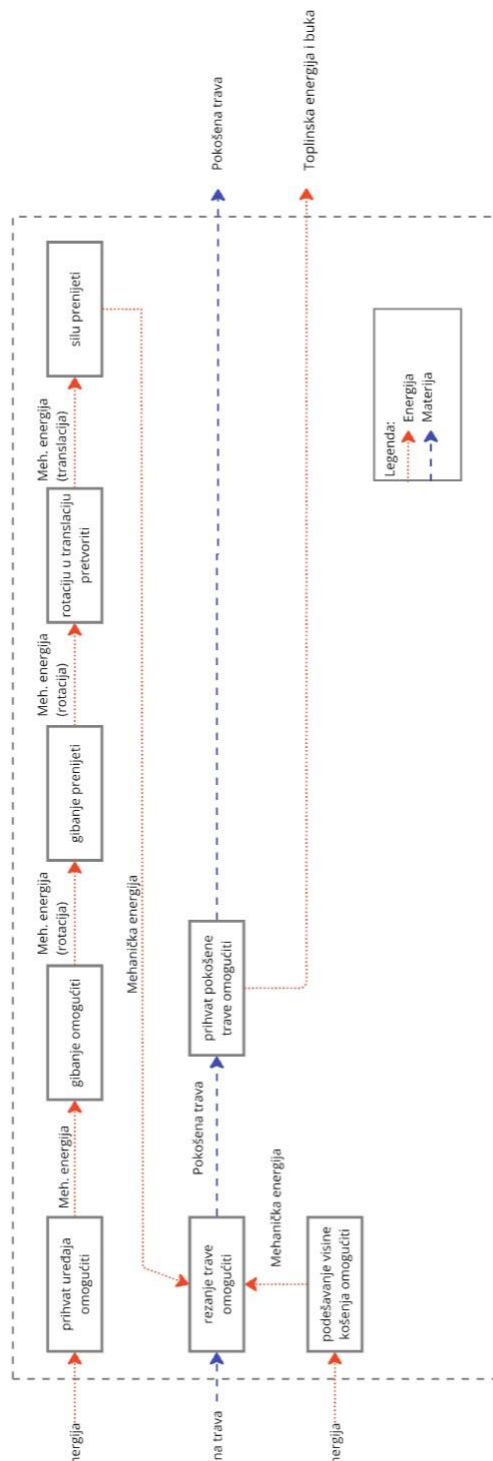 nergija
prihvat uređaja
omogućiti
Meh. energija
gibanje omogućiti
Meh. energija
(rotacija)
gibanje prenijeti
Meh. energija
(rotacija)
rotaciju u translaciju
pretvoriti
Meh. energija
(translacija)
silu prenijeti
Mehanička energija
na trava
rezanje trave
omogućiti
Pokošena trava
prihvat pokošene
trave omogućiti
Pokošena trava
Mehanička energija
nergija
podešavanje visine
košenja omogućiti
Toplinska energija i buka
Legenda:
Energija
Materija